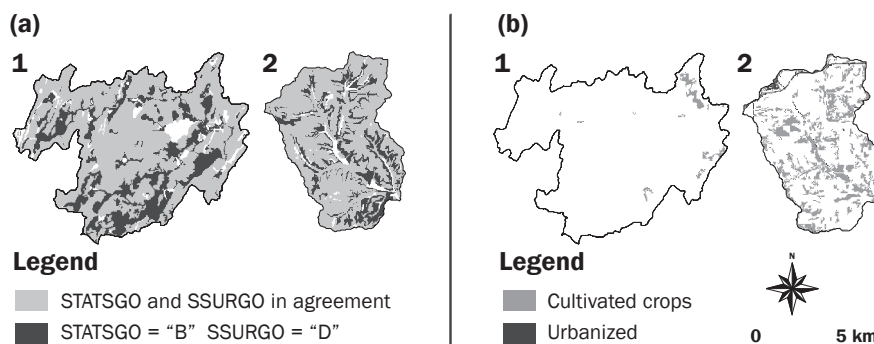 (a)
1 2
Legend
STATSGO and SSURGO in agreement
STATSGO = “B” SSURGO = “D”
(b)
1 2
Legend
Cultivated crops
Urbanized
N
0 5 km